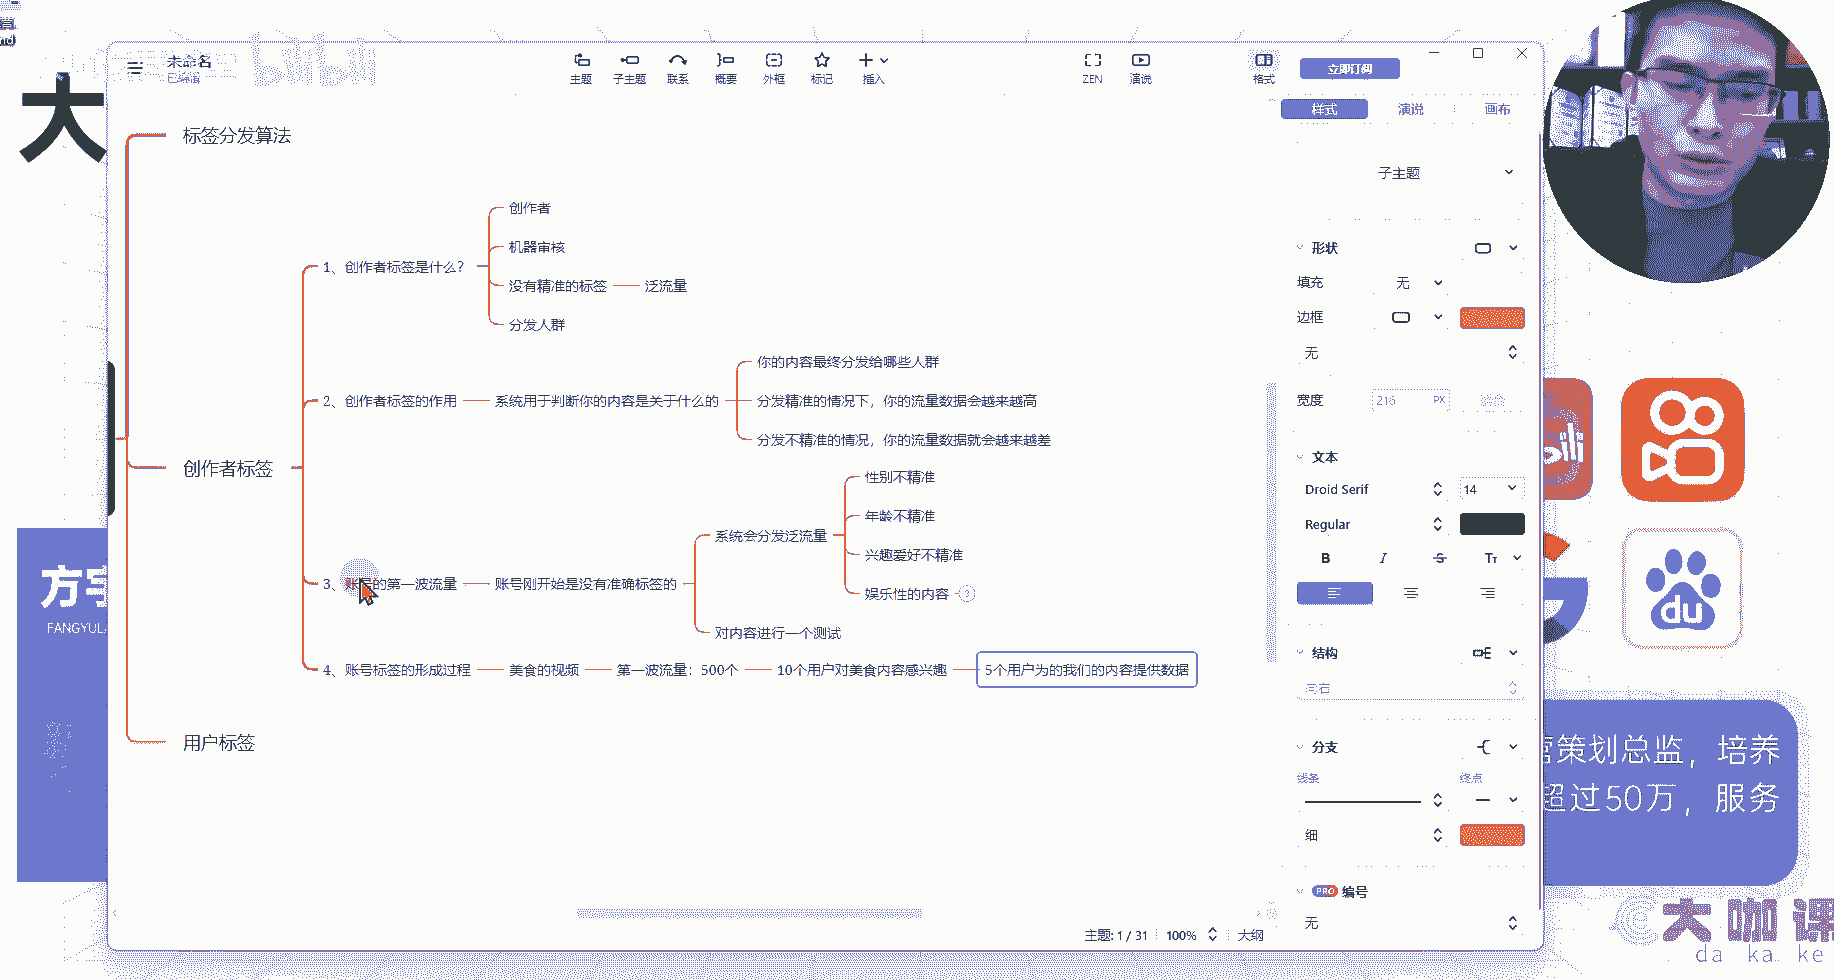 未命名
已编辑
bilibili
主题
子主题
联系
概要
外框
标记
插入
ZEN
演说
格式
立即订阅
样式
演说
画布
大
标签分发算法
创作者
机器审核
1、创作者标签是什么?
没有精准的标签
泛流量
分发人群
你的内容最终分发给哪些人群
2、创作者标签的作用
系统用于判断你的内容是关于什么的
分发精准的情况下，你的流量数据会越来越高
分发不精准的情况，你的流量数据就会越来越差
创作者标签
性别不精准
年龄不精准
系统会分发泛流量
兴趣爱好不精准
3、账号的第一波流量
账号刚开始是没有准确标签的
娱乐性的内容
对内容进行一个测试
4、账号标签的形成过程
美食的视频
第一波流量：500个
10个用户对美食内容感兴趣
5个用户为的我们的内容提供数据
用户标签
子主题
形状
填充
无
边框
无
宽度
216
PX
文本
Droid Serif
14
Regular
B
I
S
TT
结构
向右
分支
线条
终点
细
PRO 编号
无
主题: 1 / 31
100%
大纲
方宇
FANGYUL
du
营策划总监，培养
超过50万，服务
大咖课
da ka ke